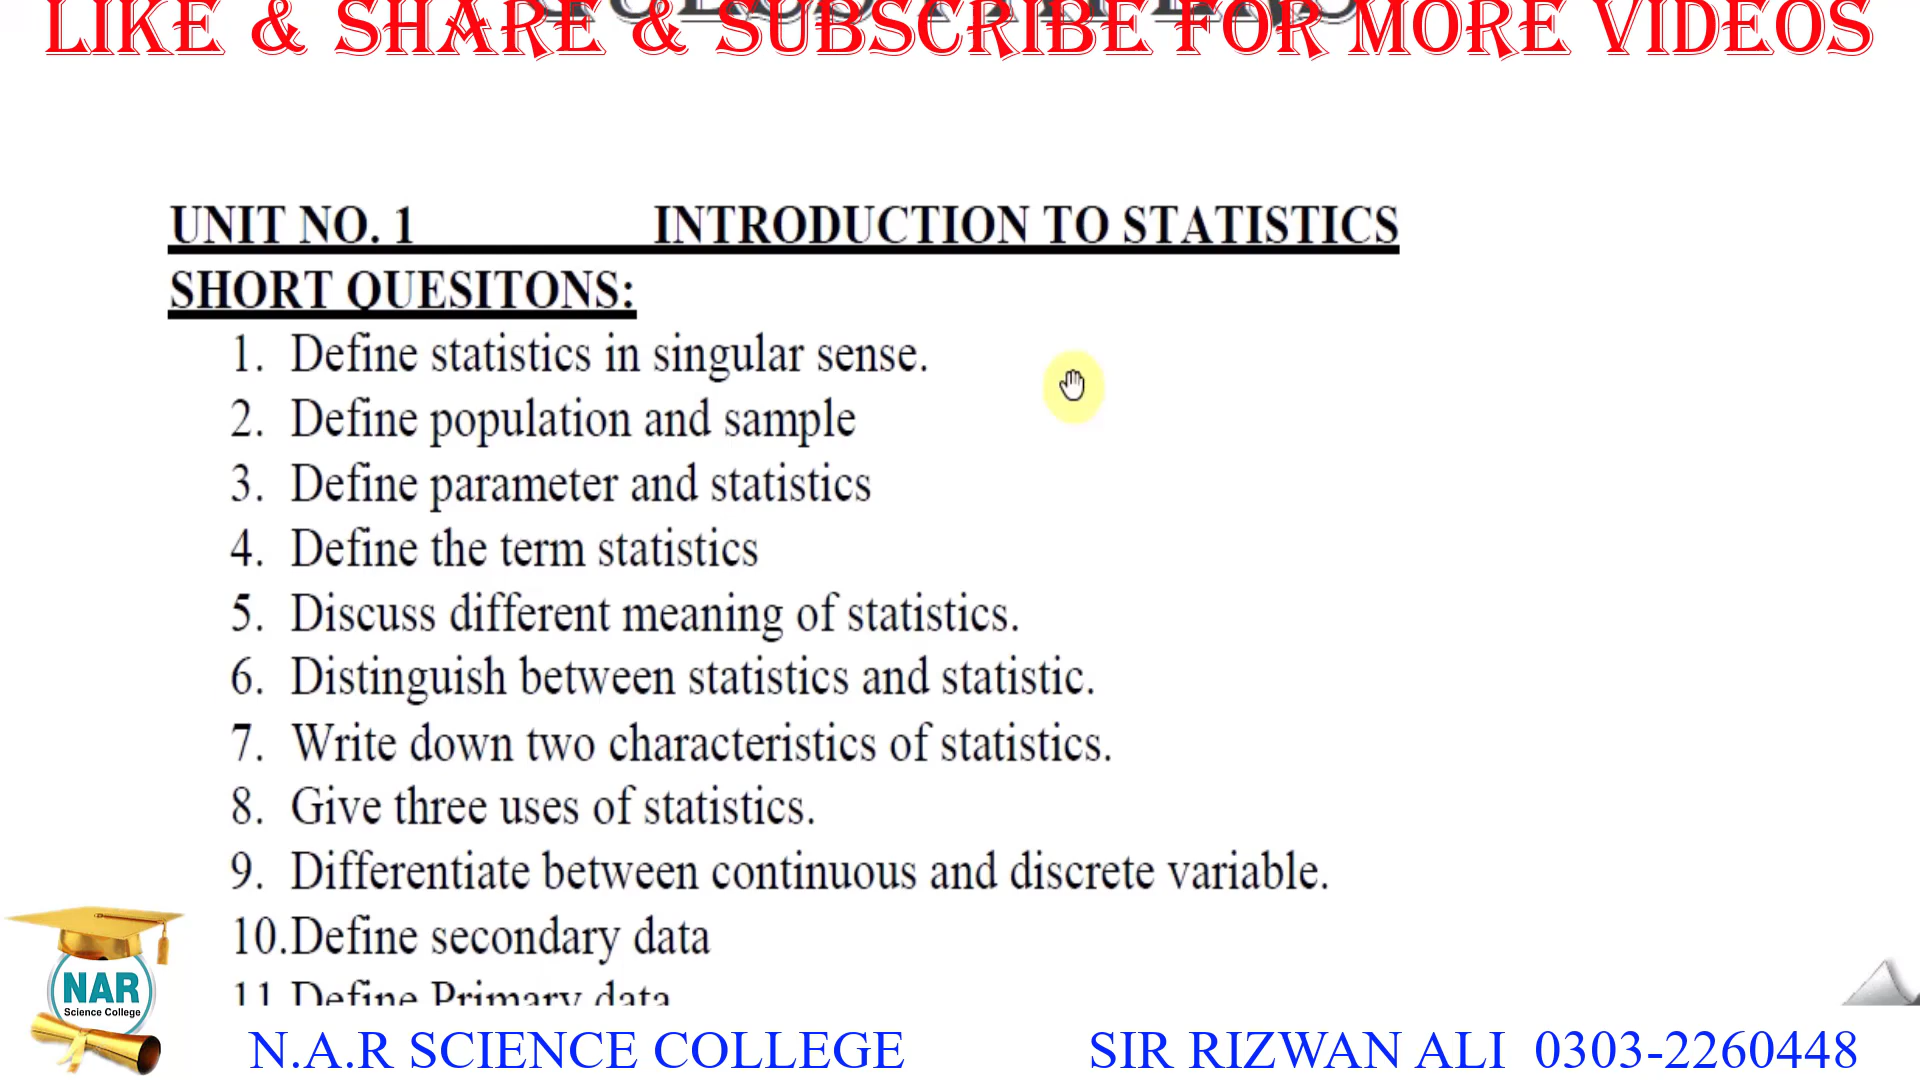 LIKE & SHARE & SUBSCRIBE FOR MORE VIDEOS
UNIT NO. 1 INTRODUCTION TO STATISTICS
SHORT QUESITONS:
1. Define statistics in singular sense.
2. Define population and sample
3. Define parameter and statistics
4. Define the term statistics
5. Discuss different meaning of statistics.
6. Distinguish between statistics and statistic.
7. Write down two characteristics of statistics.
8. Give three uses of statistics.
9. Differentiate between continuous and discrete variable.
10.Define secondary data
11 Define Primary data
NAR
Science College
N.A.R SCIENCE COLLEGE SIR RIZWAN ALI 0303-2260448